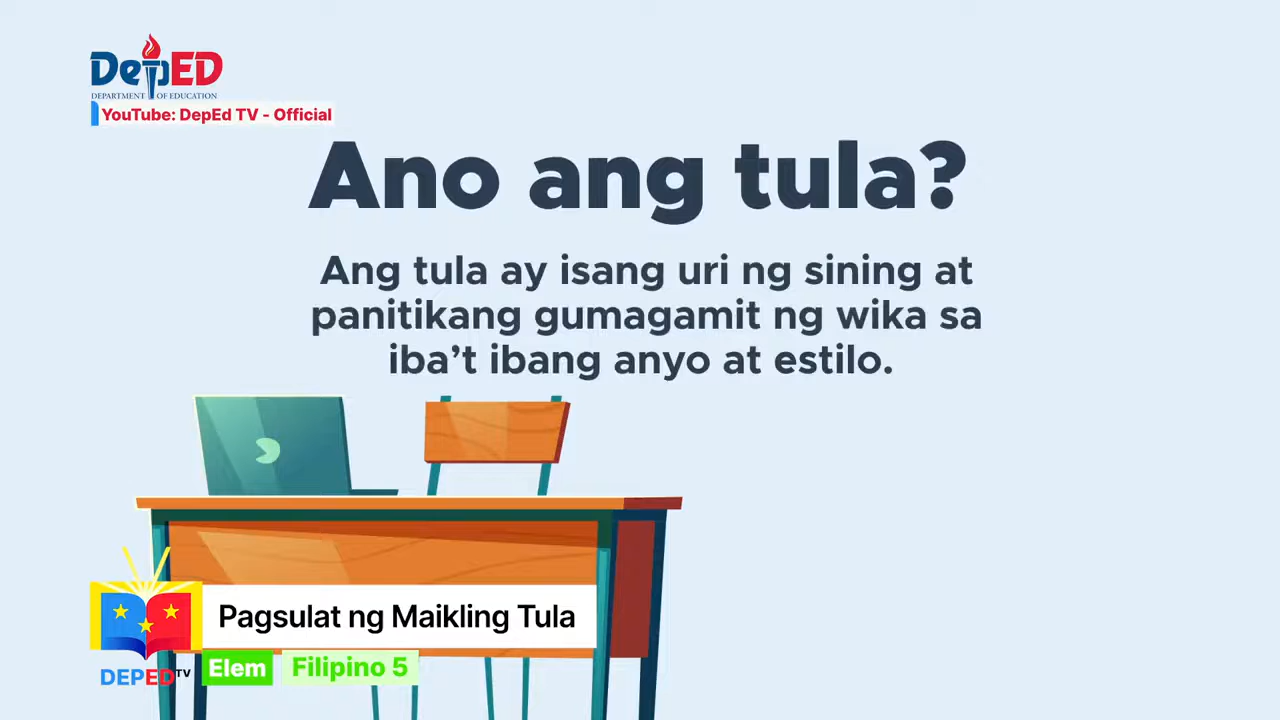 DepED
DEPARTMENT OF EDUCATION
YouTube: DepEd TV - Official
Ano ang tula?
Ang tula ay isang uri ng sining at
panitikang gumagamit ng wika sa
iba’t ibang anyo at estilo.
Pagsulat ng Maikling Tula
DEPED TV
Elem
Filipino 5